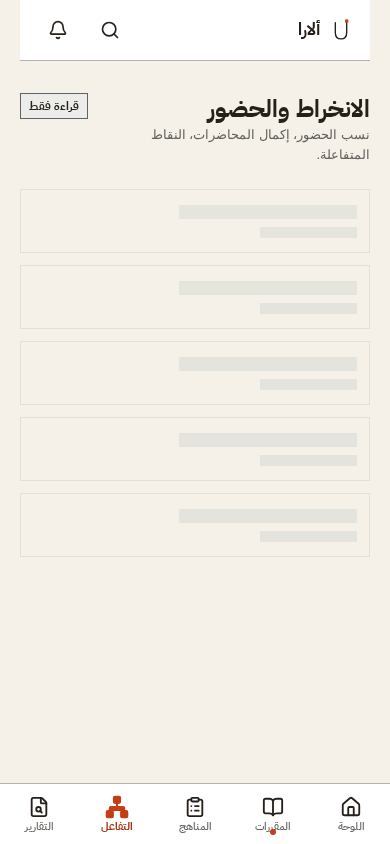 ألارا
الانخراط والحضور
قراءة فقط
نسب الحضور، إكمال المحاضرات، النقاط
المتفاعلة.
اللوحة
المقررات
المناهج
التفاعل
التقارير